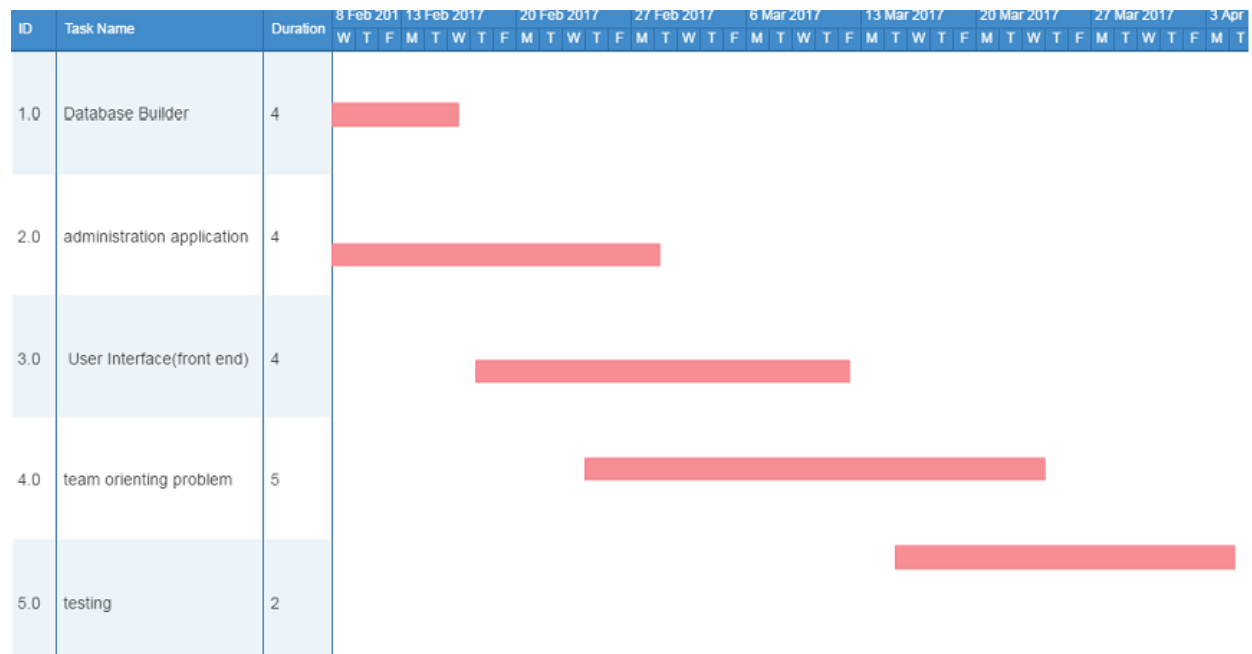 ID Task Name Duration 8 Feb 201 13 Feb 2017 20 Feb 2017 27 Feb 2017 6 Mar 2017 13 Mar 2017 20 Mar 2017 27 Mar 2017 3 Apr
W T F M T W T F M T W T F M T W T F M T W T F M T W T F M T W T F M T W T F M T
1.0 Database Builder 4
2.0 administration application 4
3.0 User Interface(front end) 4
4.0 team orienting problem 5
5.0 testing 2